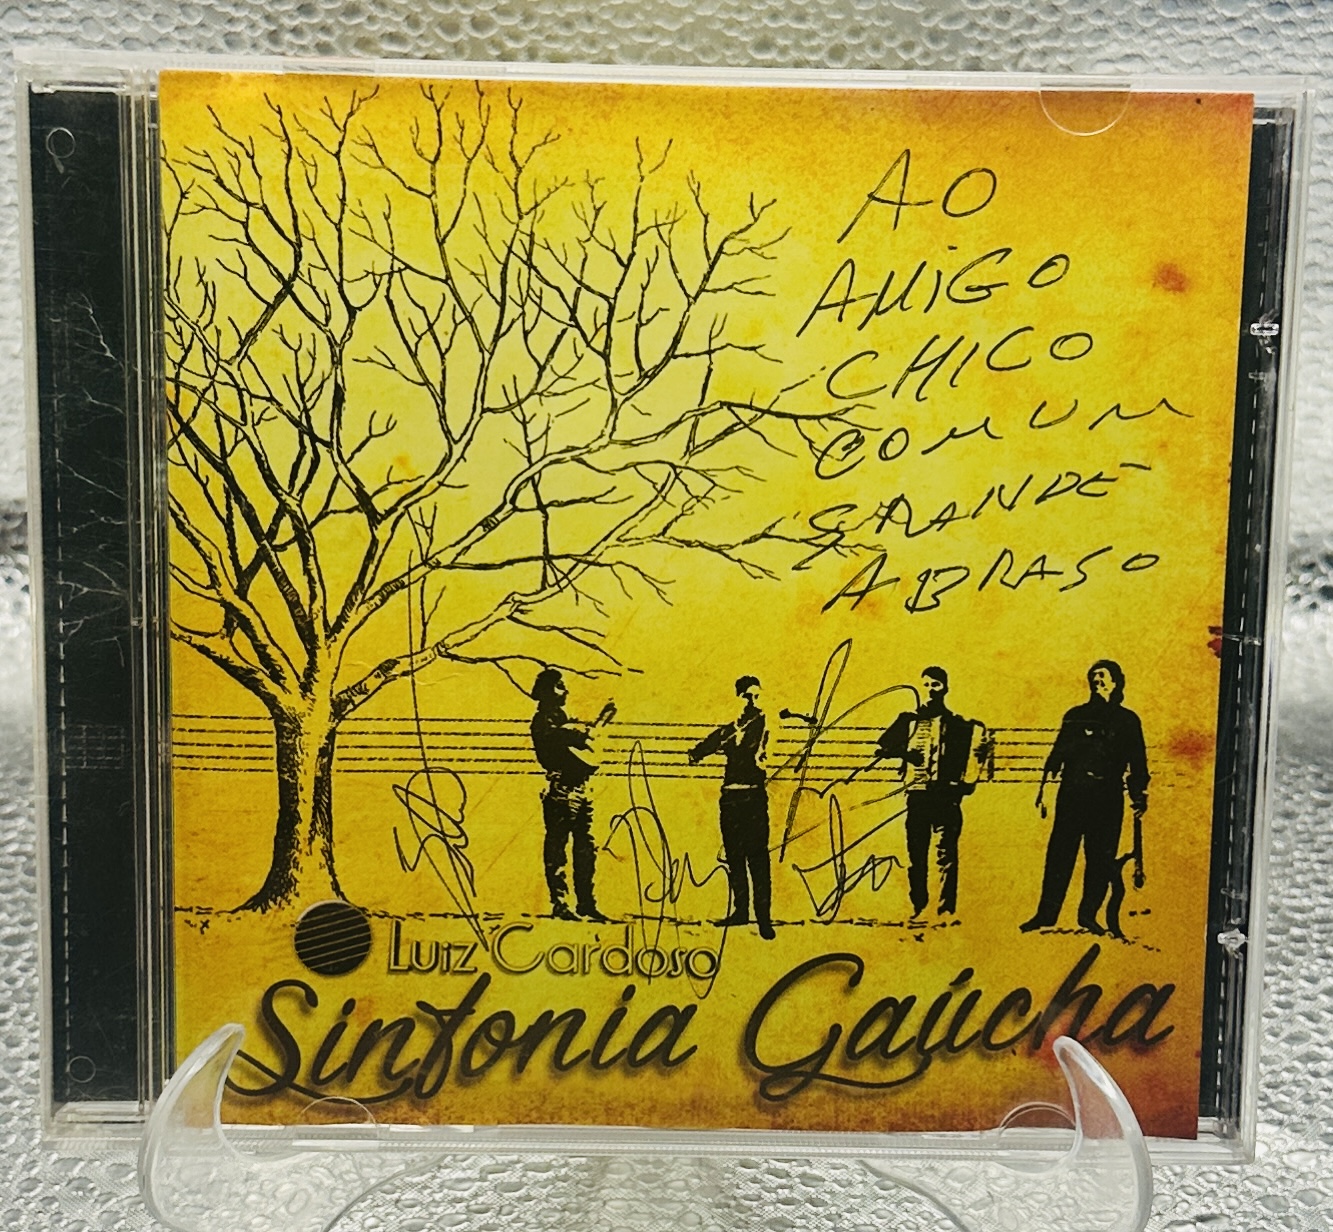 AO
AMIGO
CHICO
COM UM
GRANDE
ABRASO
Luiz Cardoso
Sinfonia Gaúcha